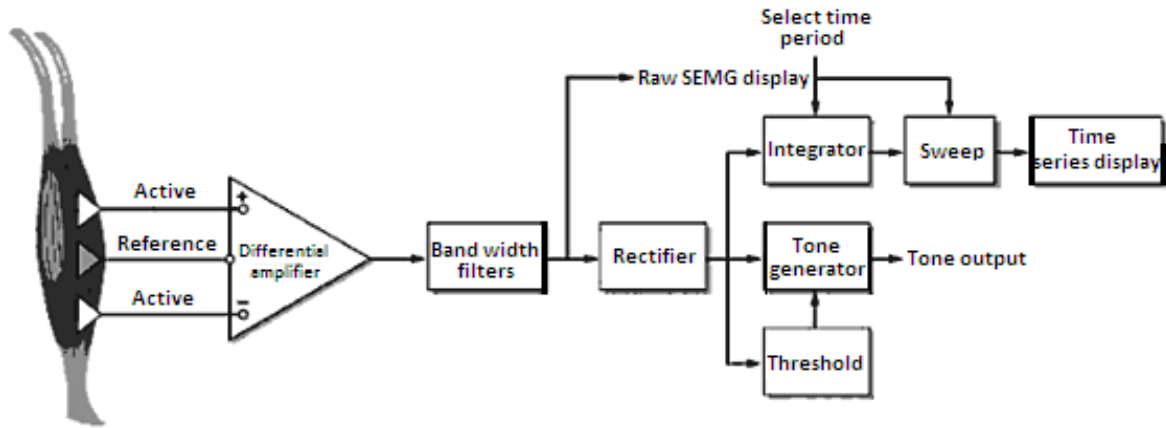 Select time
period
Raw SEMG display
Integrator
Sweep
Time
series display
Active
+
Reference
Differential
amplifier
Active
−
Band width
filters
Rectifier
Tone
generator
Tone output
Threshold